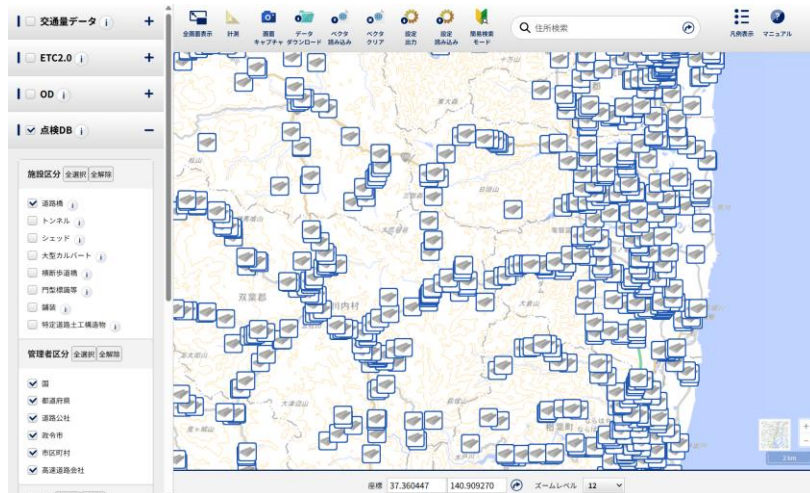 交通量データ i +
ETC2.0 i +
OD i +
点検DB i −
施設区分 全選択 全解除
道路橋 i
トンネル i
シェッド i
大型カルバート i
横断歩道橋 i
門型標識等 i
舗装 i
特定道路土工構造物 i
管理者区分 全選択 全解除
国
都道府県
道路公社
政令市
市区町村
高速道路会社
全画面表示
計測
画面
キャプチャ
データ
ダウンロード
ベクタ
読み込み
ベクタ
クリア
設定
出力
設定
読み込み
簡易検索
モード
住所検索
凡例表示
マニュアル
十万山
双葉郡
川内村
大倉山
楢葉町
2 km
座標 37.360447 140.909270 ズームレベル 12